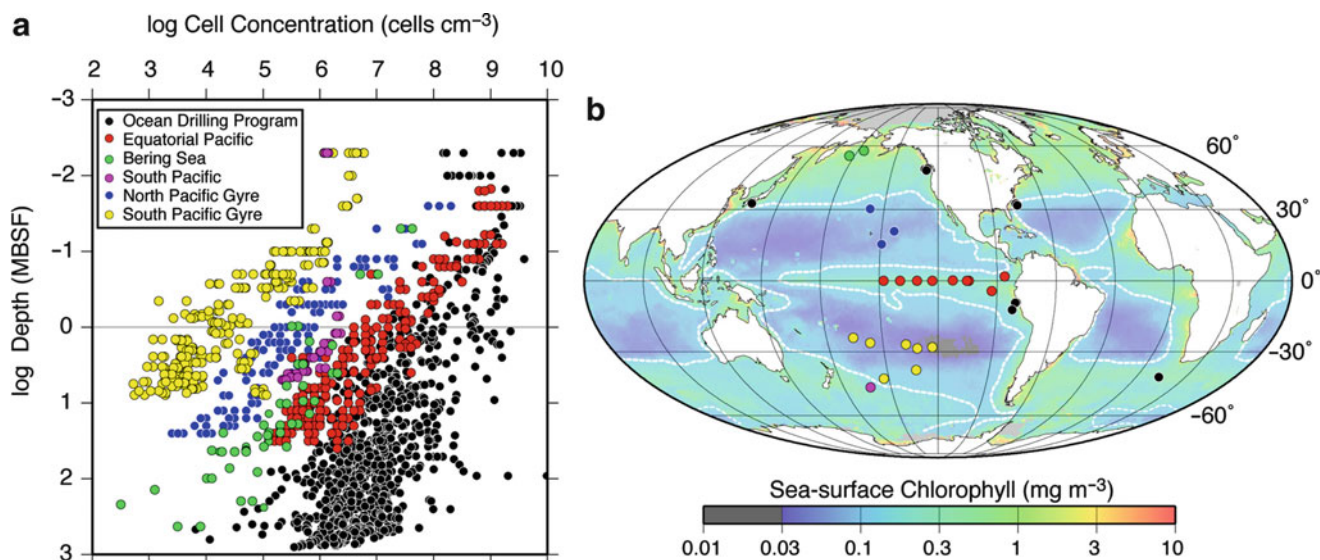 a
log Cell Concentration (cells cm⁻³)
2 3 4 5 6 7 8 9 10
log Depth (MBSF)
-3
-2
-1
0
1
2
3
Ocean Drilling Program
Equatorial Pacific
Bering Sea
South Pacific
North Pacific Gyre
South Pacific Gyre
b
60°
30°
0°
-30°
-60°
Sea-surface Chlorophyll (mg m⁻³)
0.01 0.03 0.1 0.3 1 3 10